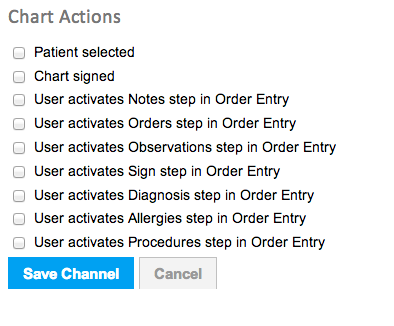 Chart Actions
Patient selected
Chart signed
User activates Notes step in Order Entry
User activates Orders step in Order Entry
User activates Observations step in Order Entry
User activates Sign step in Order Entry
User activates Diagnosis step in Order Entry
User activates Allergies step in Order Entry
User activates Procedures step in Order Entry
Save Channel Cancel